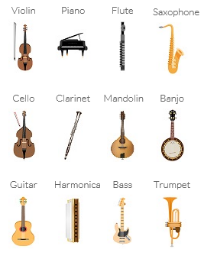 Violin Piano Flute Saxophone
Cello Clarinet Mandolin Banjo
Guitar Harmonica Bass Trumpet